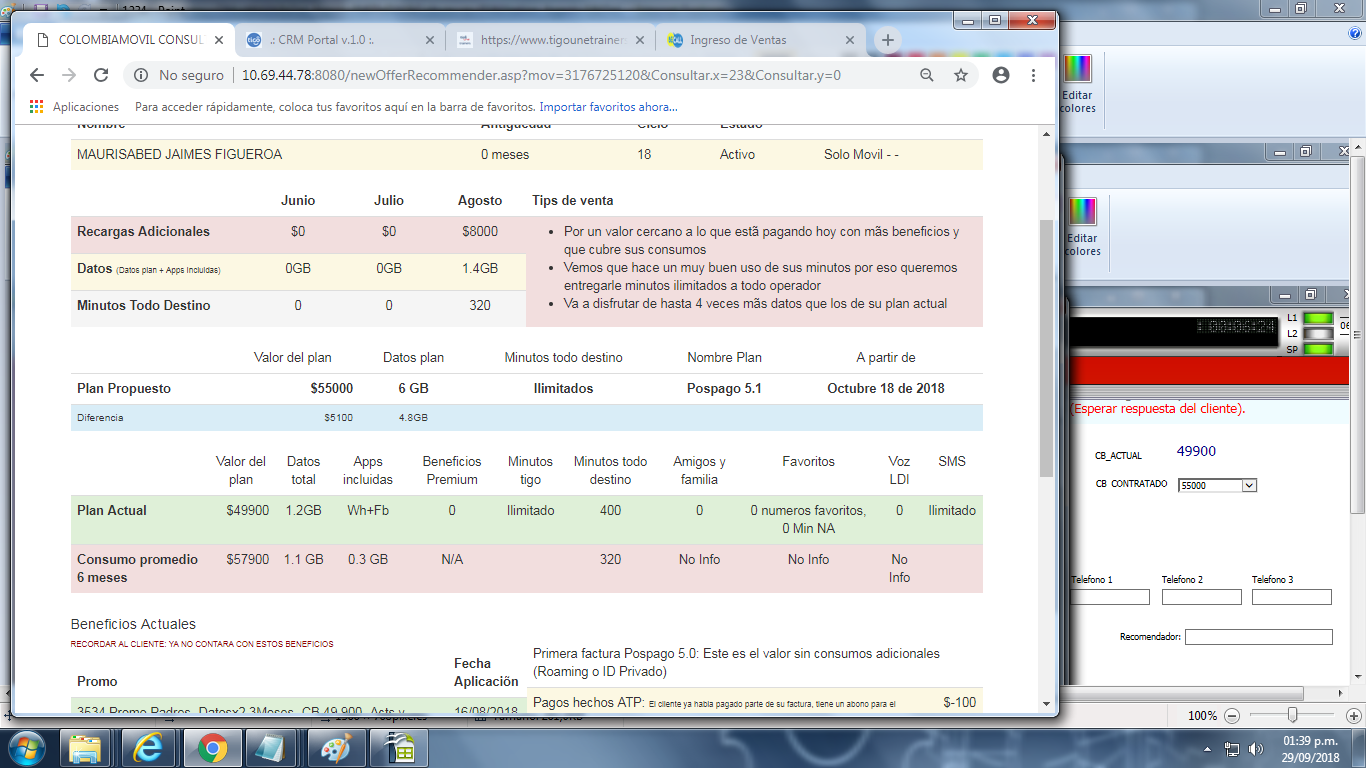 COLOMBIAMOVIL CONSUL
.: CRM Portal v.1.0 :.
https://www.tigounetrainer
Ingreso de Ventas
No seguro
10.69.44.78:8080/newOfferRecommender.asp?mov=3176725120&Consultar.x=23&Consultar.y=0
Aplicaciones
Para acceder rápidamente, coloca tus favoritos aquí en la barra de favoritos. Importar favoritos ahora...
Nombre Antigüedad Ciclo Estado
MAURISABED JAIMES FIGUEROA 0 meses 18 Activo Solo Movil - -
Junio Julio Agosto Tips de venta
Recargas Adicionales $0 $0 $8000
Datos (Datos plan + Apps Incluidas) 0GB 0GB 1.4GB
Minutos Todo Destino 0 0 320
• Por un valor cercano a lo que estã pagando hoy con mãs beneficios y
que cubre sus consumos
• Vemos que hace un muy buen uso de sus minutos por eso queremos
entregarle minutos ilimitados a todo operador
• Va a disfrutar de hasta 4 veces mãs datos que los de su plan actual
Valor del plan Datos plan Minutos todo destino Nombre Plan A partir de
Plan Propuesto $55000 6 GB Ilimitados Pospago 5.1 Octubre 18 de 2018
Diferencia $5100 4.8GB
Valor del Datos Apps Beneficios Minutos Minutos todo Amigos y Favoritos Voz SMS
plan total incluidas Premium tigo destino familia LDI
Plan Actual $49900 1.2GB Wh+Fb 0 Ilimitado 400 0 0 numeros favoritos, 0 Ilimitado
0 Min NA
Consumo promedio $57900 1.1 GB 0.3 GB N/A 320 No Info No Info No
6 meses Info
Beneficios Actuales
RECORDAR AL CLIENTE: YA NO CONTARA CON ESTOS BENEFICIOS
Promo Fecha
Aplicación
3534 Promo Padres Datosx2 3Meses CB 49.900 Acts y 16/08/2018
Primera factura Pospago 5.0: Este es el valor sin consumos adicionales
(Roaming o ID Privado)
Pagos hechos ATP: El cliente ya habia pagado parte de su factura, tiene un abono para el $-100
Editar
colores
Editar
colores
L1
L2
SP
06
(Esperar respuesta del cliente).
CB_ACTUAL 49900
CB CONTRATADO 55000
Telefono 1 Telefono 2 Telefono 3
Recomendador:
100%
01:39 p.m.
29/09/2018